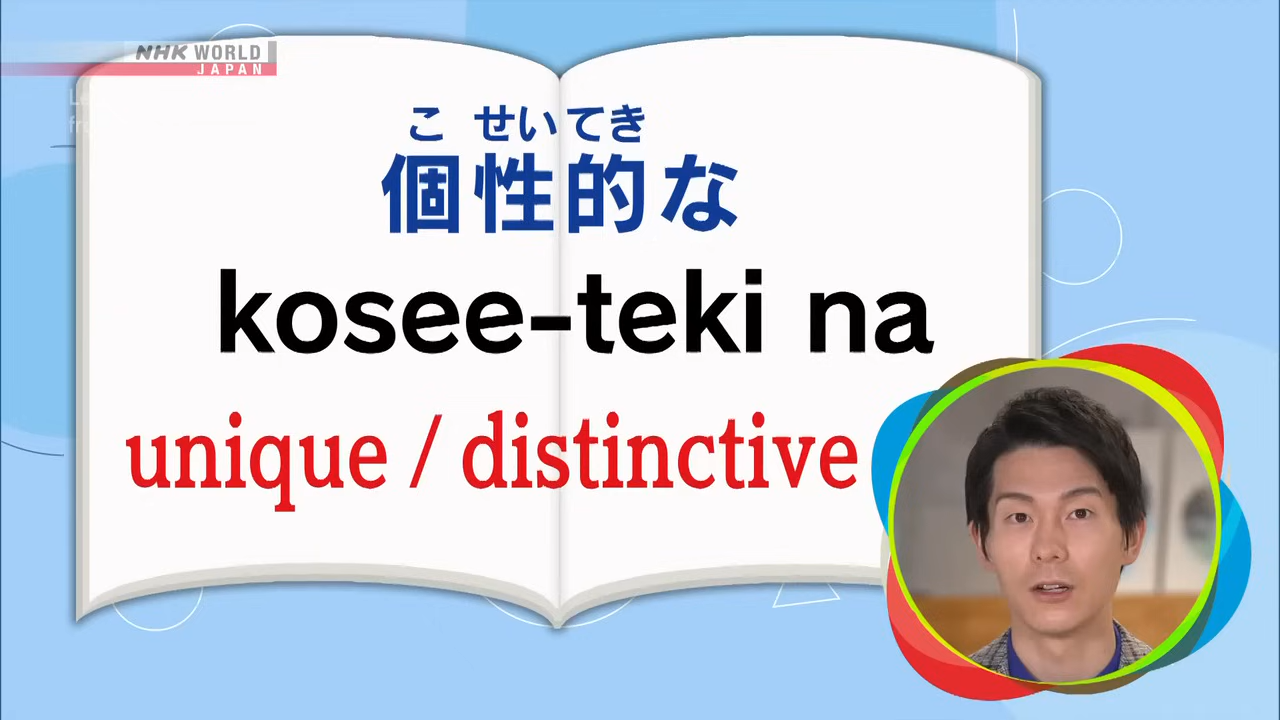 NHK WORLD
JAPAN
こ せい てき
個性的な
kosee-teki na
unique / distinctive